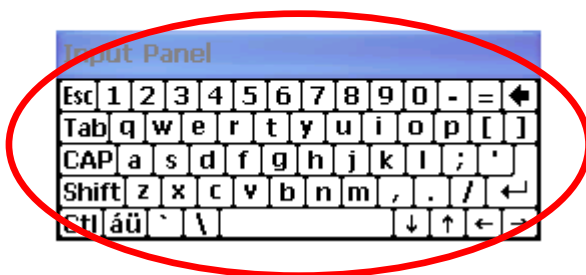 Input Panel
Esc 1 2 3 4 5 6 7 8 9 0 - = 🡸
Tab q w e r t y u i o p [ ]
CAP a s d f g h j k l ; '
Shift z x c v b n m , . / ↵
Ctl áü ` \ ↓ ↑ ← →